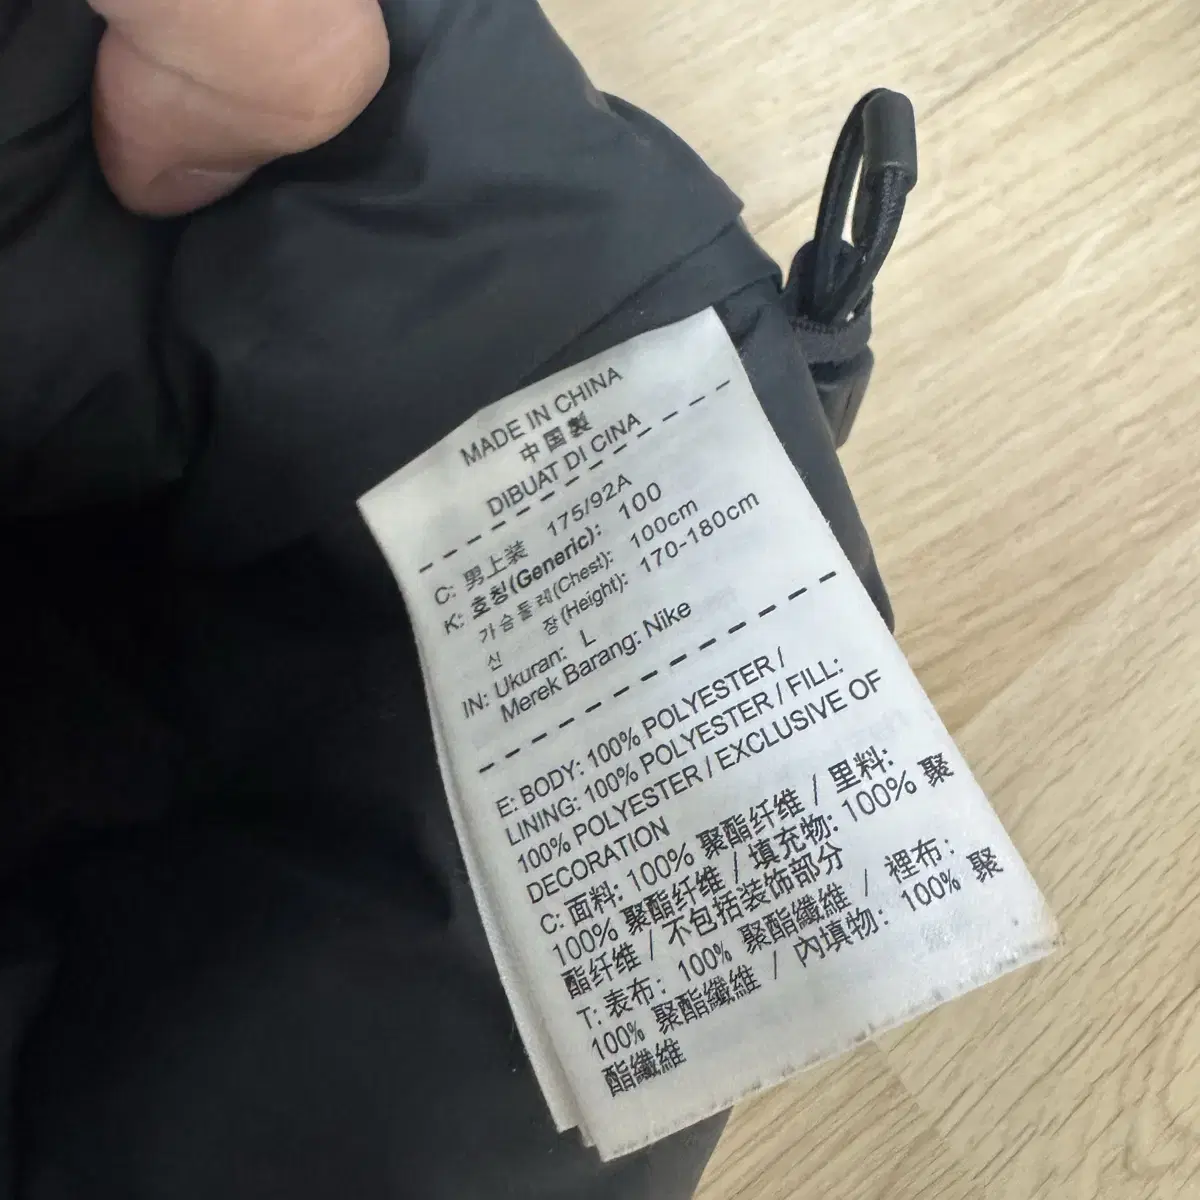 MADE IN CHINA
中国製
DIBUAT DI CINA
C: 男上装 175/92A
K: 호칭(Generic): 100
가슴둘레(Chest): 100cm
신 장(Height): 170-180cm
IN: Ukuran: L
Merek Barang: Nike
E: BODY: 100% POLYESTER /
LINING: 100% POLYESTER / FILL:
100% POLYESTER / EXCLUSIVE OF
DECORATION
C: 面料: 100% 聚酯纤维 / 里料:
100% 聚酯纤维 / 填充物: 100% 聚
酯纤维 / 不包括装饰部分
T: 表布: 100% 聚酯纖維 / 裡布:
100% 聚酯纖維 / 內填物: 100% 聚
酯纖維